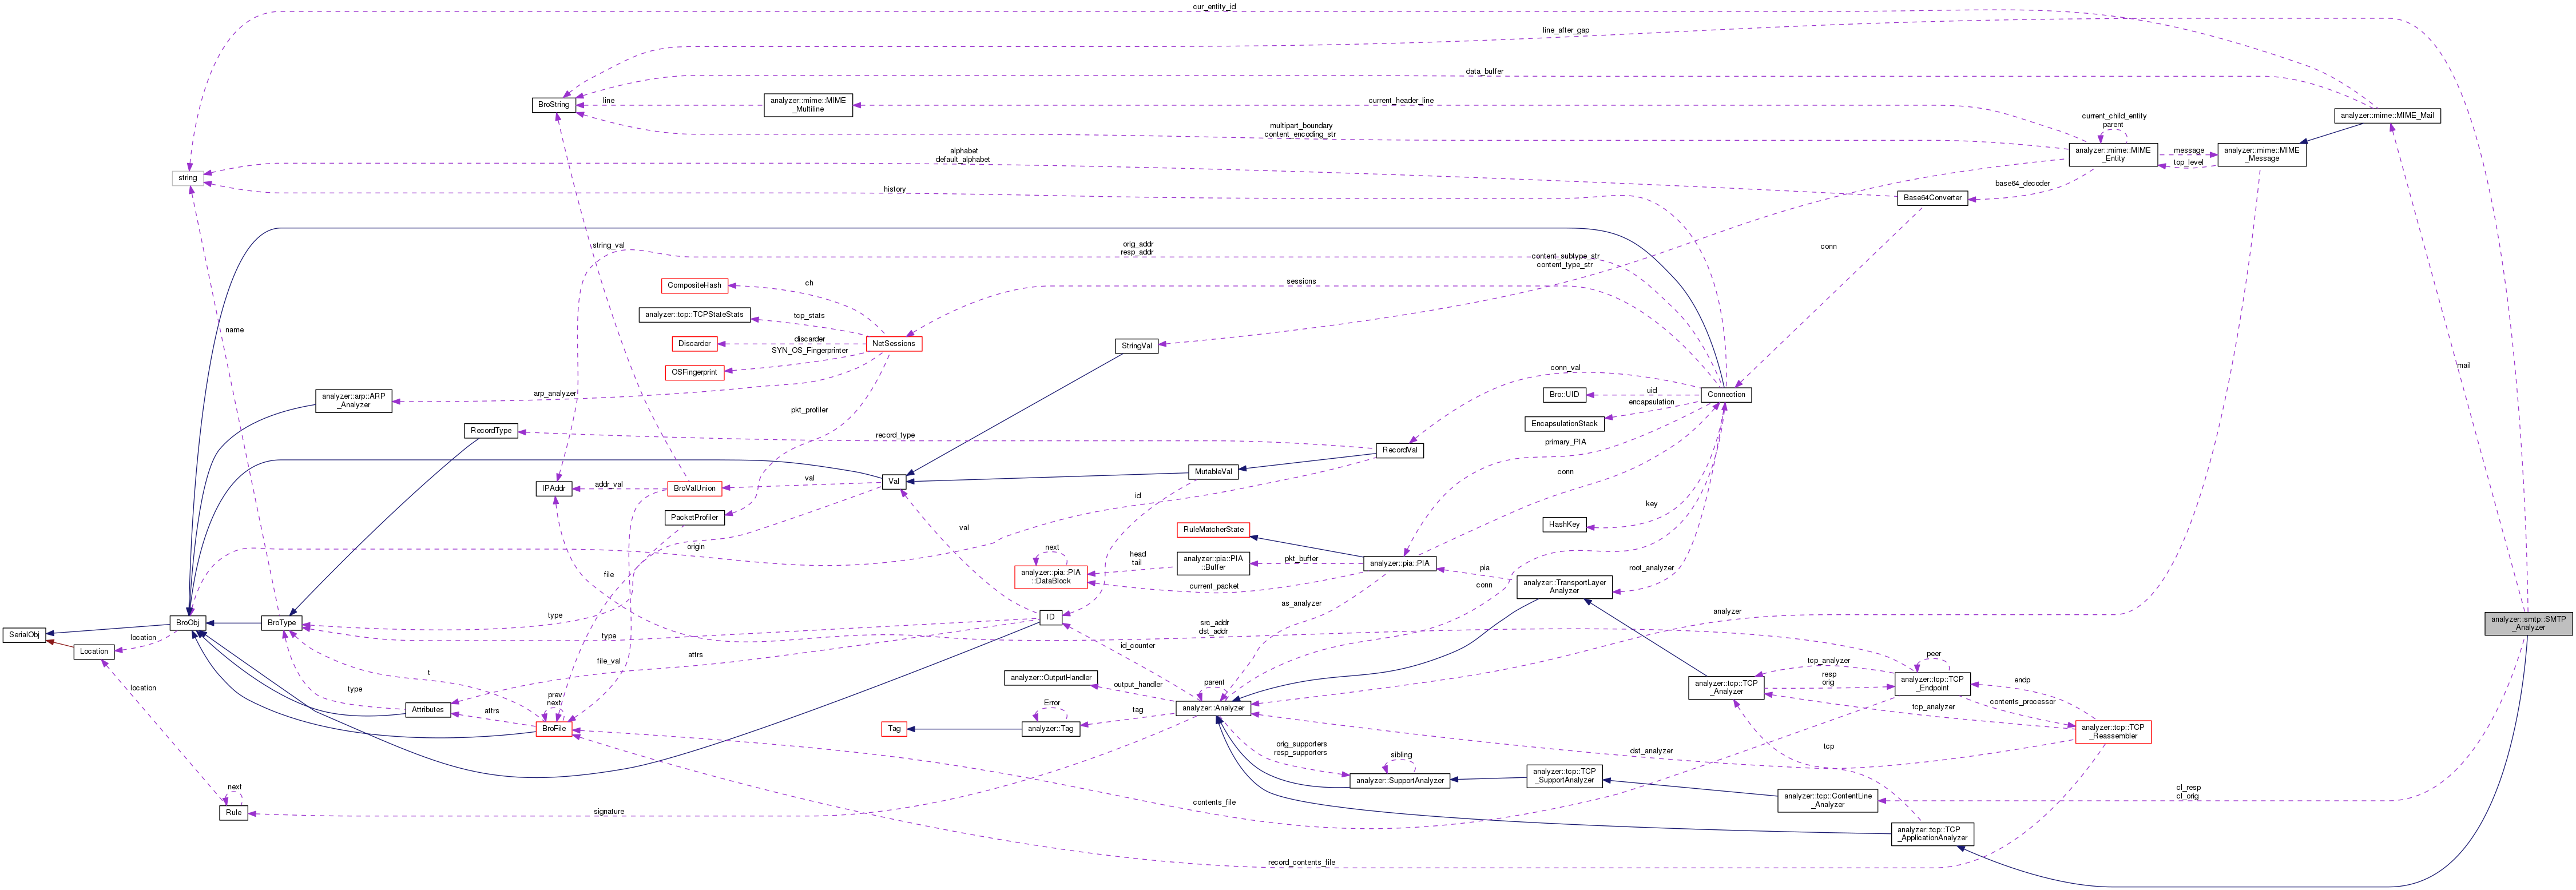 cur_entity_id
line_after_gap
data_buffer
BroString
line
analyzer::mime::MIME
_Multiline
current_header_line
multipart_boundary
content_encoding_str
current_child_entity
parent
analyzer::mime::MIME_Mail
analyzer::mime::MIME
_Entity
message
top_level
analyzer::mime::MIME
_Message
alphabet
default_alphabet
string
history
base64_decoder
Base64Converter
conn
string_val
orig_addr
resp_addr
content_subtype_str
content_type_str
CompositeHash
ch
sessions
analyzer::tcp::TCPStateStats
tcp_stats
name
Discarder
discarder
SYN_OS_Fingerprinter
NetSessions
StringVal
OSFingerprint
conn_val
mail
analyzer::arp::ARP
_Analyzer
arp_analyzer
Bro::UID
uid
encapsulation
Connection
pkt_profiler
EncapsulationStack
RecordType
record_type
primary_PIA
RecordVal
MutableVal
conn
Val
val
IPAddr
addr_val
BroValUnion
id
key
PacketProfiler
val
RuleMatcherState
HashKey
origin
next
head
tail
analyzer::pia::PIA
_Buffer
pkt_buffer
analyzer::pia::PIA
pia
root_analyzer
file
analyzer::pia::PIA
::DataBlock
current_packet
conn
analyzer::TransportLayer
_Analyzer
as_analyzer
analyzer
type
ID
BroObj
BroType
SerialObj
location
Location
type
src_addr
dst_addr
analyzer::smtp::SMTP
_Analyzer
id_counter
attrs
file_val
peer
tcp_analyzer
t
analyzer::OutputHandler
output_handler
parent
analyzer::tcp::TCP
_Analyzer
resp
orig
analyzer::tcp::TCP
_Endpoint
endp
location
type
prev
next
Attributes
attrs
Error
tag
analyzer::Analyzer
tcp_analyzer
contents_processor
BroFile
Tag
analyzer::Tag
analyzer::tcp::TCP
_Reassembler
orig_supporters
resp_supporters
sibling
dst_analyzer
tcp
analyzer::SupportAnalyzer
analyzer::tcp::TCP
_SupportAnalyzer
next
cl_resp
cl_orig
analyzer::tcp::ContentLine
_Analyzer
Rule
signature
contents_file
analyzer::tcp::TCP
_ApplicationAnalyzer
record_contents_file